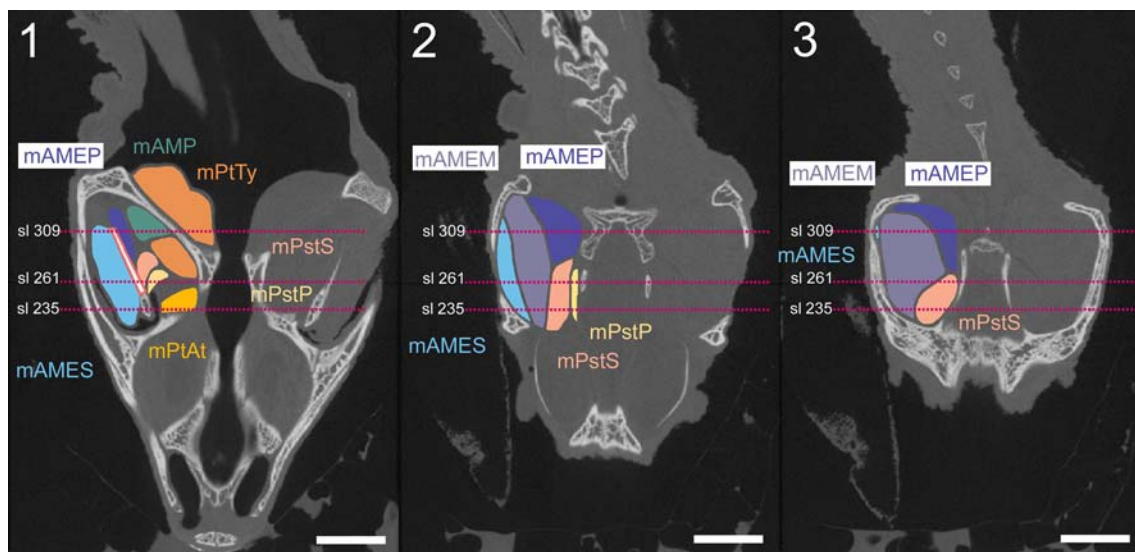 1
mAMEP
mAMP
mPtTy
sl 309
sl 261
sl 235
mPstS
mPstP
mPtAt
mAMES
2
mAMEM
mAMEP
sl 309
sl 261
sl 235
mPstP
mAMES
mPstS
3
mAMEM
mAMEP
sl 309
mAMES
sl 261
sl 235
mPstS